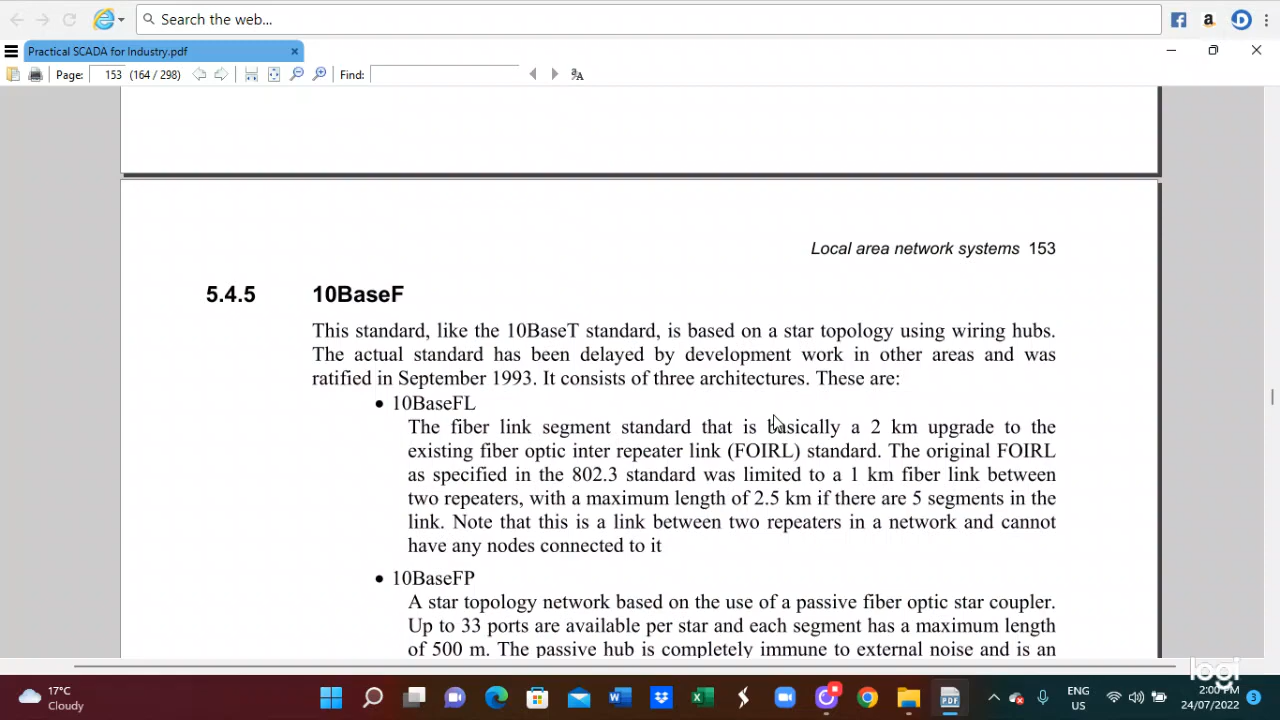 Search the web...
Practical SCADA for Industry.pdf
Page: 153 (164 / 298) Find:
Local area network systems 153
5.4.5 10BaseF
This standard, like the 10BaseT standard, is based on a star topology using wiring hubs.
The actual standard has been delayed by development work in other areas and was
ratified in September 1993. It consists of three architectures. These are:
• 10BaseFL
The fiber link segment standard that is basically a 2 km upgrade to the
existing fiber optic inter repeater link (FOIRL) standard. The original FOIRL
as specified in the 802.3 standard was limited to a 1 km fiber link between
two repeaters, with a maximum length of 2.5 km if there are 5 segments in the
link. Note that this is a link between two repeaters in a network and cannot
have any nodes connected to it
• 10BaseFP
A star topology network based on the use of a passive fiber optic star coupler.
Up to 33 ports are available per star and each segment has a maximum length
of 500 m. The passive hub is completely immune to external noise and is an
logi
17°C
Cloudy
ENG
US
2:00 PM
24/07/2022
3